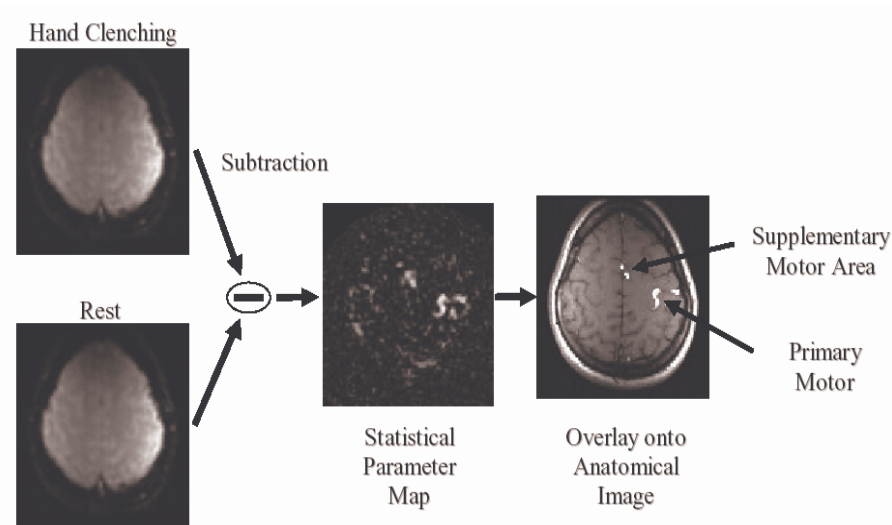 Hand Clenching
Subtraction
Rest
Supplementary
Motor Area
Primary
Motor
Statistical
Parameter
Map
Overlay onto
Anatomical
Image